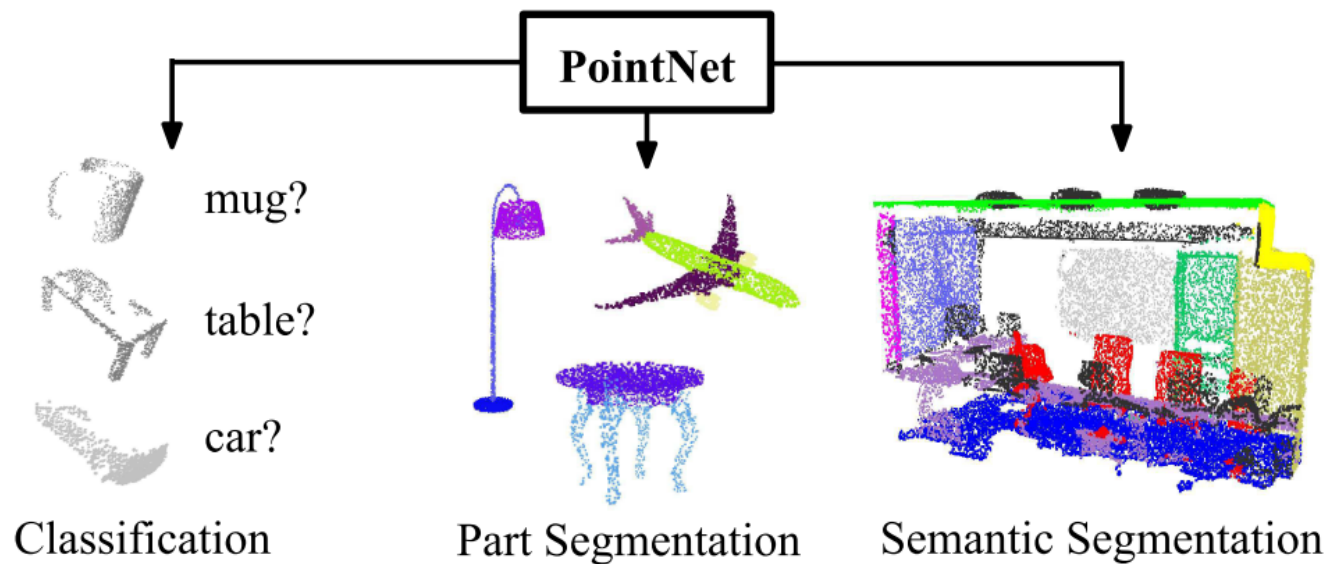 PointNet
mug?
table?
car?
Classification
Part Segmentation
Semantic Segmentation